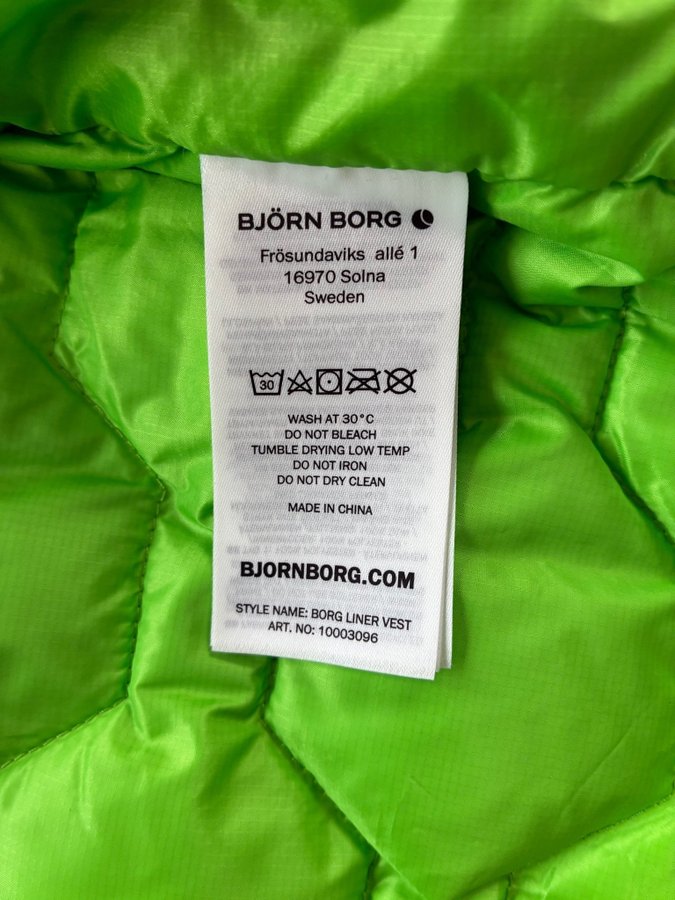 BJÖRN BORG
Frösundaviks allé 1
16970 Solna
Sweden
30
WASH AT 30°C
DO NOT BLEACH
TUMBLE DRYING LOW TEMP
DO NOT IRON
DO NOT DRY CLEAN
MADE IN CHINA
BJORNBORG.COM
STYLE NAME: BORG LINER VEST
ART. NO: 10003096